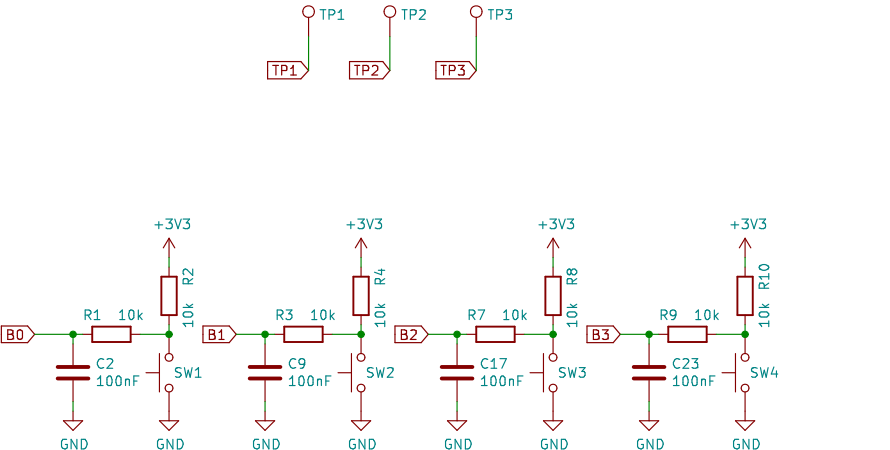 TP1 TP2 TP3
TP1 TP2 TP3
+3V3 +3V3 +3V3 +3V3
R2 R4 R8 R10
10k 10k 10k 10k
R1 10k R3 10k R7 10k R9 10k
B0 B1 B2 B3
C2 C9 C17 C23
SW1 SW2 SW3 SW4
100nF 100nF 100nF 100nF
GND GND GND GND GND GND GND GND